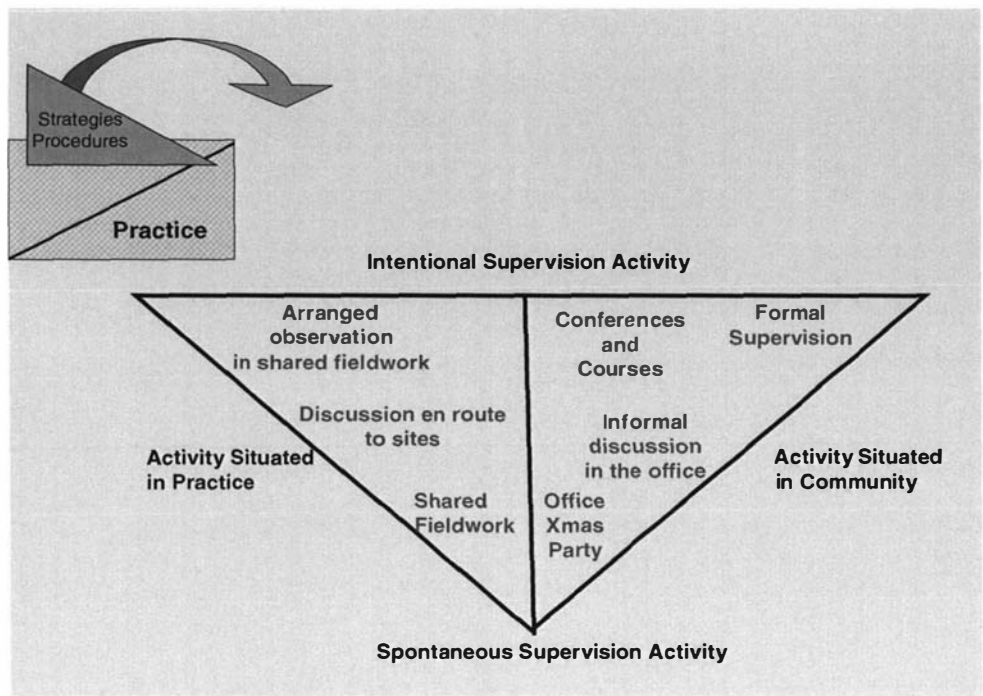 Strategies
Procedures
Practice
Intentional Supervision Activity
Arranged
observation
in shared fieldwork
Conferences
and
Courses
Formal
Supervision
Discussion en route
to sites
Informal
discussion
in the office
Activity Situated
in Practice
Activity Situated
in Community
Shared
Fieldwork
Office
Xmas
Party
Spontaneous Supervision Activity